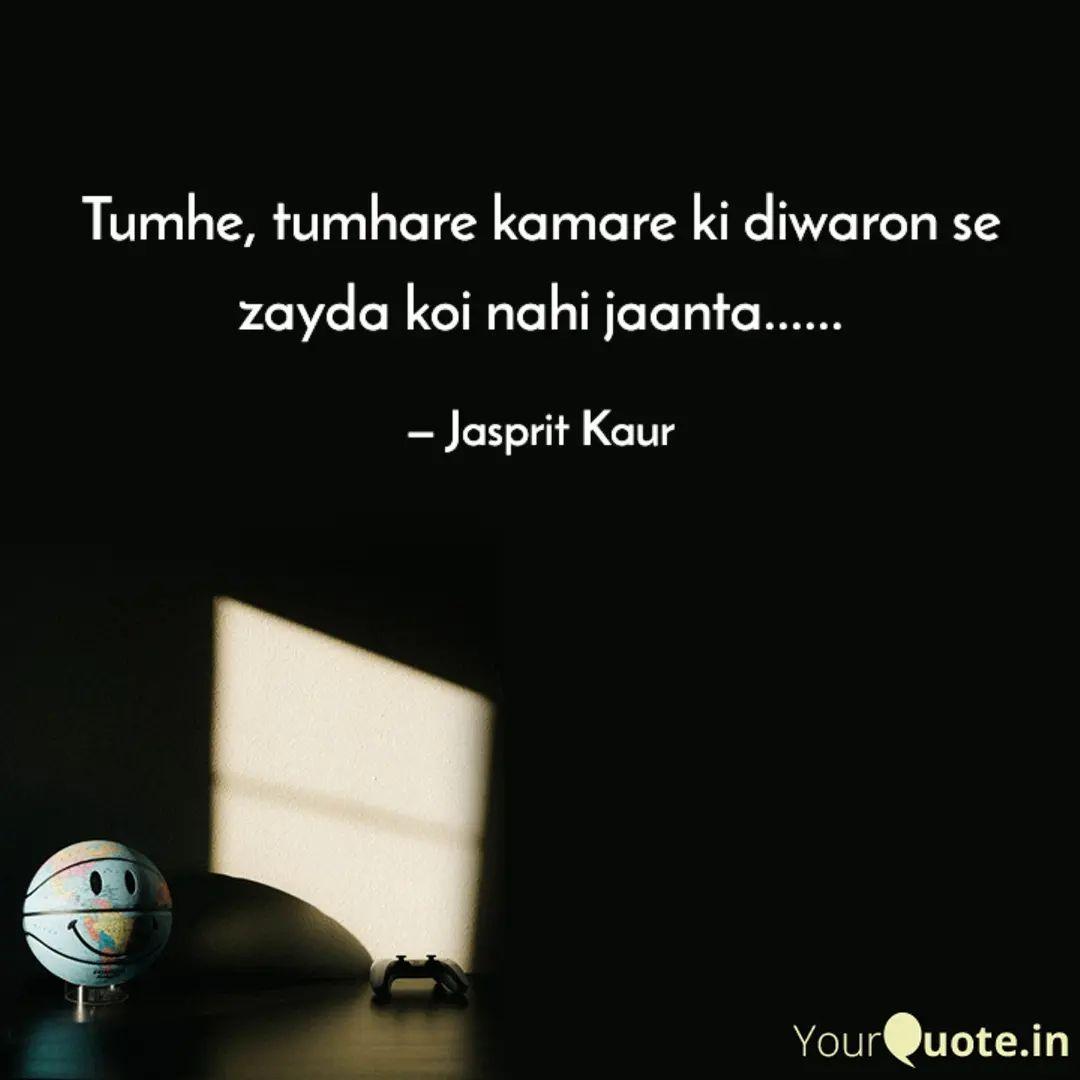 Tumhe, tumhare kamare ki diwaron se
zayda koi nahi jaanta......
– Jasprit Kaur
YourQuote.in